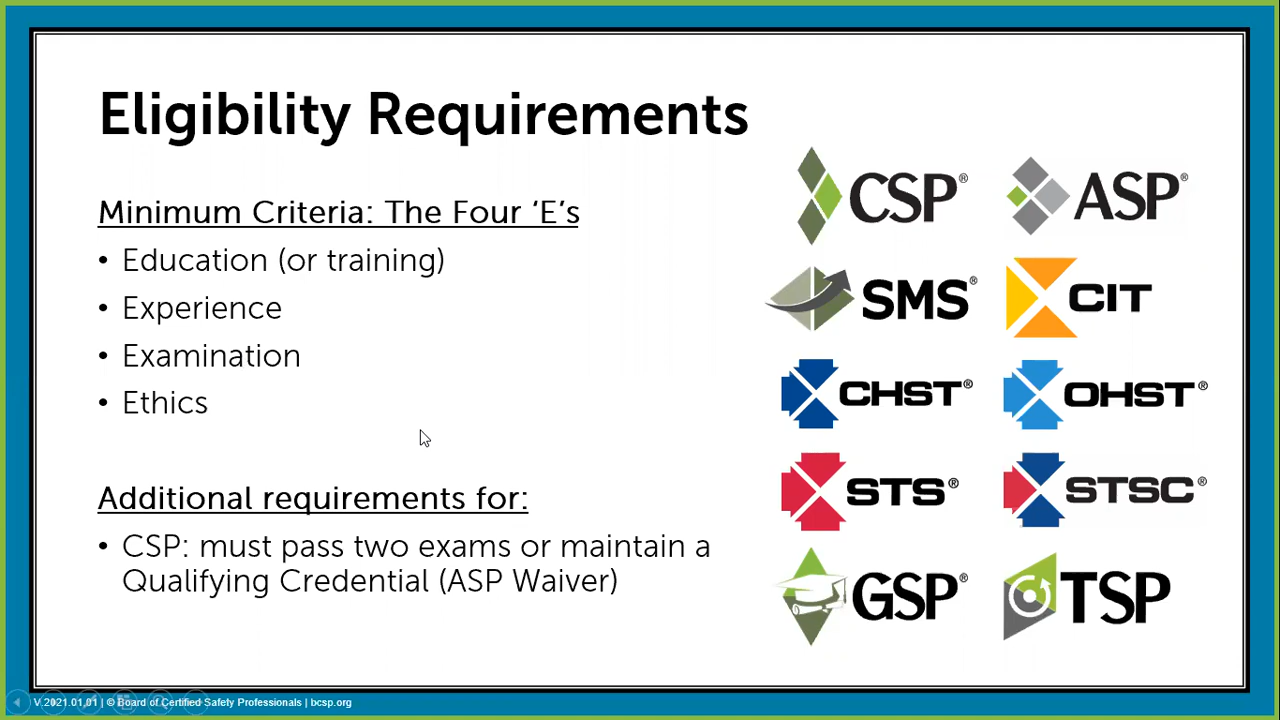 Eligibility Requirements
Minimum Criteria: The Four ‘E’s
• Education (or training)
• Experience
• Examination
• Ethics
Additional requirements for:
• CSP: must pass two exams or maintain a
Qualifying Credential (ASP Waiver)
CSP®
ASP®
SMS®
CIT
CHST®
OHST®
STS®
STSC®
GSP®
TSP
V.2021.01.01 | © Board of Certified Safety Professionals | bcsp.org